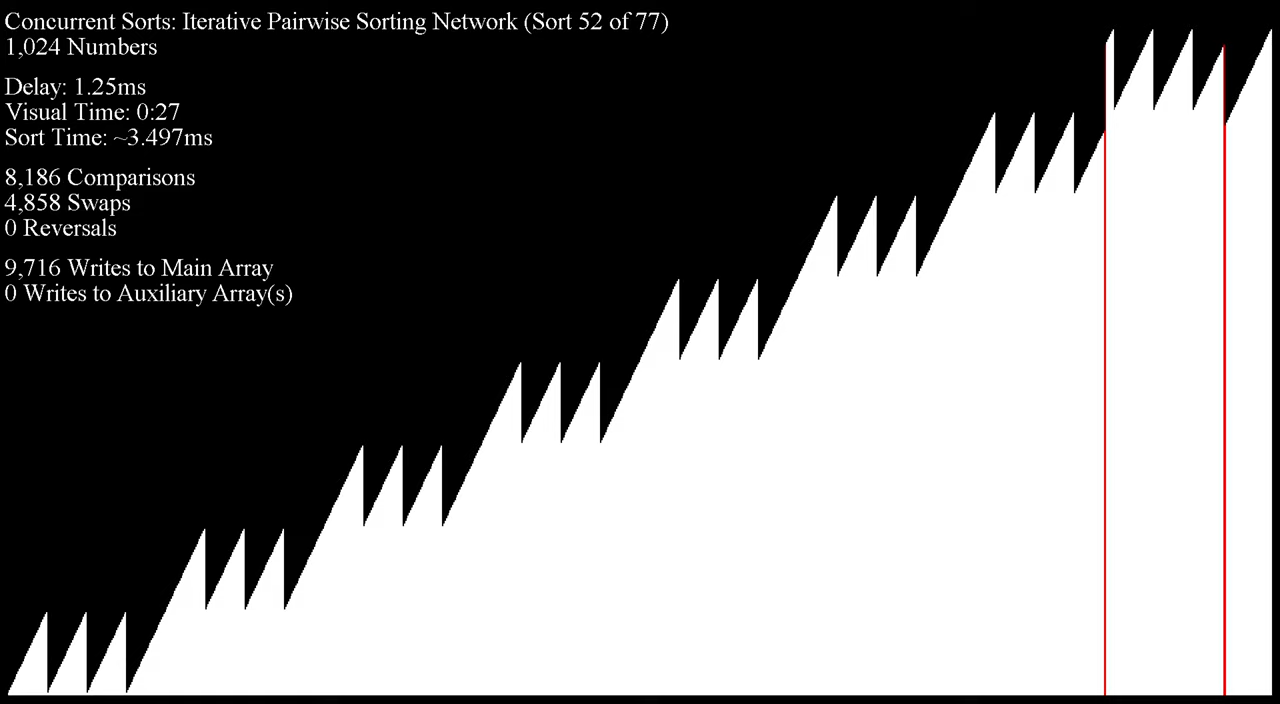 Concurrent Sorts: Iterative Pairwise Sorting Network (Sort 52 of 77)
1,024 Numbers
Delay: 1.25ms
Visual Time: 0:27
Sort Time: ~3.497ms
8,186 Comparisons
4,858 Swaps
0 Reversals
9,716 Writes to Main Array
0 Writes to Auxiliary Array(s)